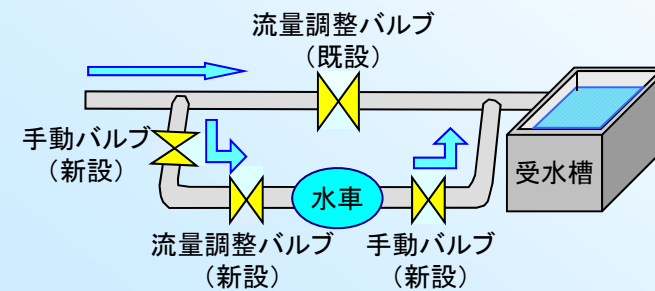 流量調整バルブ
（既設）
手動バルブ
（新設）
受水槽
水車
流量調整バルブ
（新設）
手動バルブ
（新設）